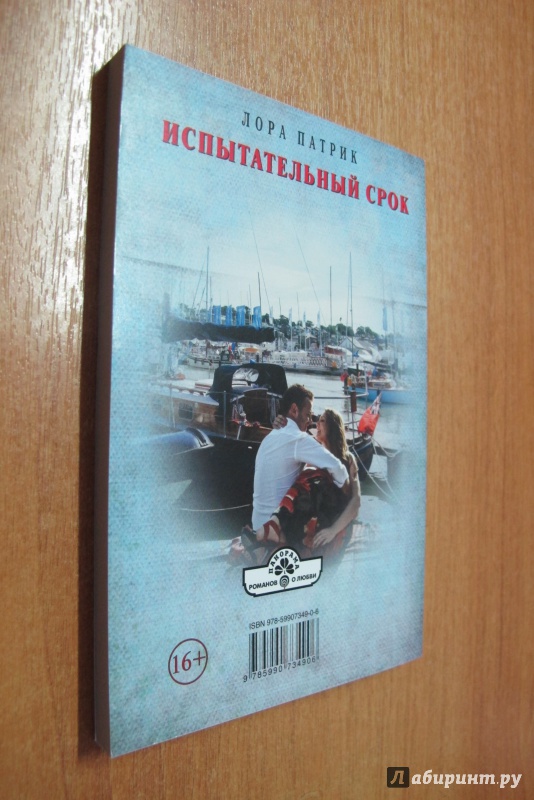 ЛОРА ПАТРИК
ИСПЫТАТЕЛЬНЫЙ СРОК
ПАНОРАМА
РОМАНОВ О ЛЮБВИ
ISBN 978-59907349-0-6
9 785990 734906
16+
Лабиринт.ру